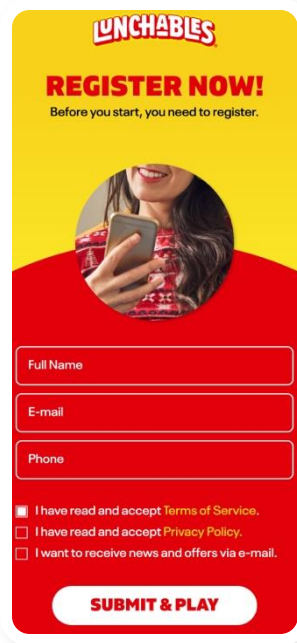 LUNCHABLES
REGISTER NOW!
Before you start, you need to register.
Full Name
E-mail
Phone
I have read and accept Terms of Service.
I have read and accept Privacy Policy.
I want to receive news and offers via e-mail.
SUBMIT & PLAY